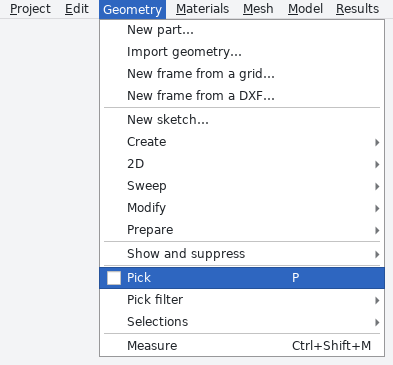 Project Edit Geometry Materials Mesh Model Results
New part...
Import geometry...
New frame from a grid...
New frame from a DXF...
New sketch...
Create
2D
Sweep
Modify
Prepare
Show and suppress
Pick P
Pick filter
Selections
Measure Ctrl+Shift+M